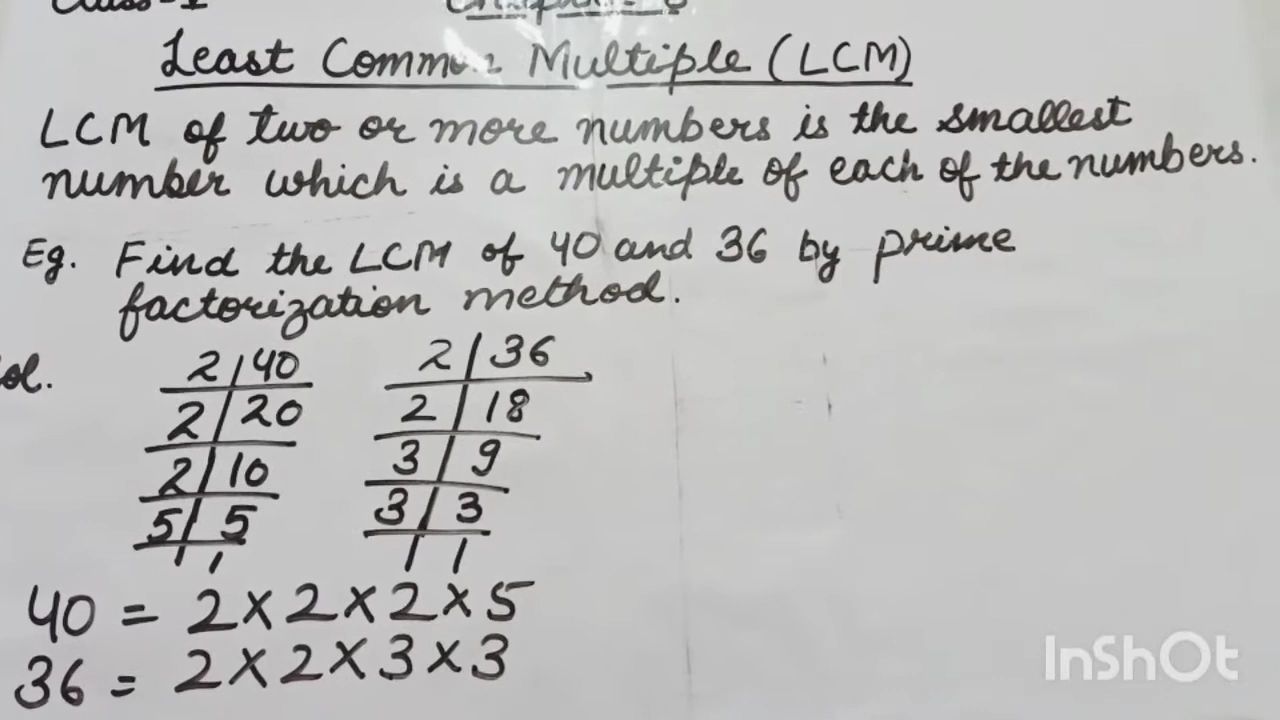 Least Common Multiple (LCM)
LCM of two or more numbers is the smallest
number which is a multiple of each of the numbers.
Eg. Find the LCM of 40 and 36 by prime
factorization method.
2 | 40 2 | 36
2 | 20 2 | 18
2 | 10 3 | 9
5 | 5 3 | 3
1 1
40 = 2 × 2 × 2 × 5
36 = 2 × 2 × 3 × 3
InShOt